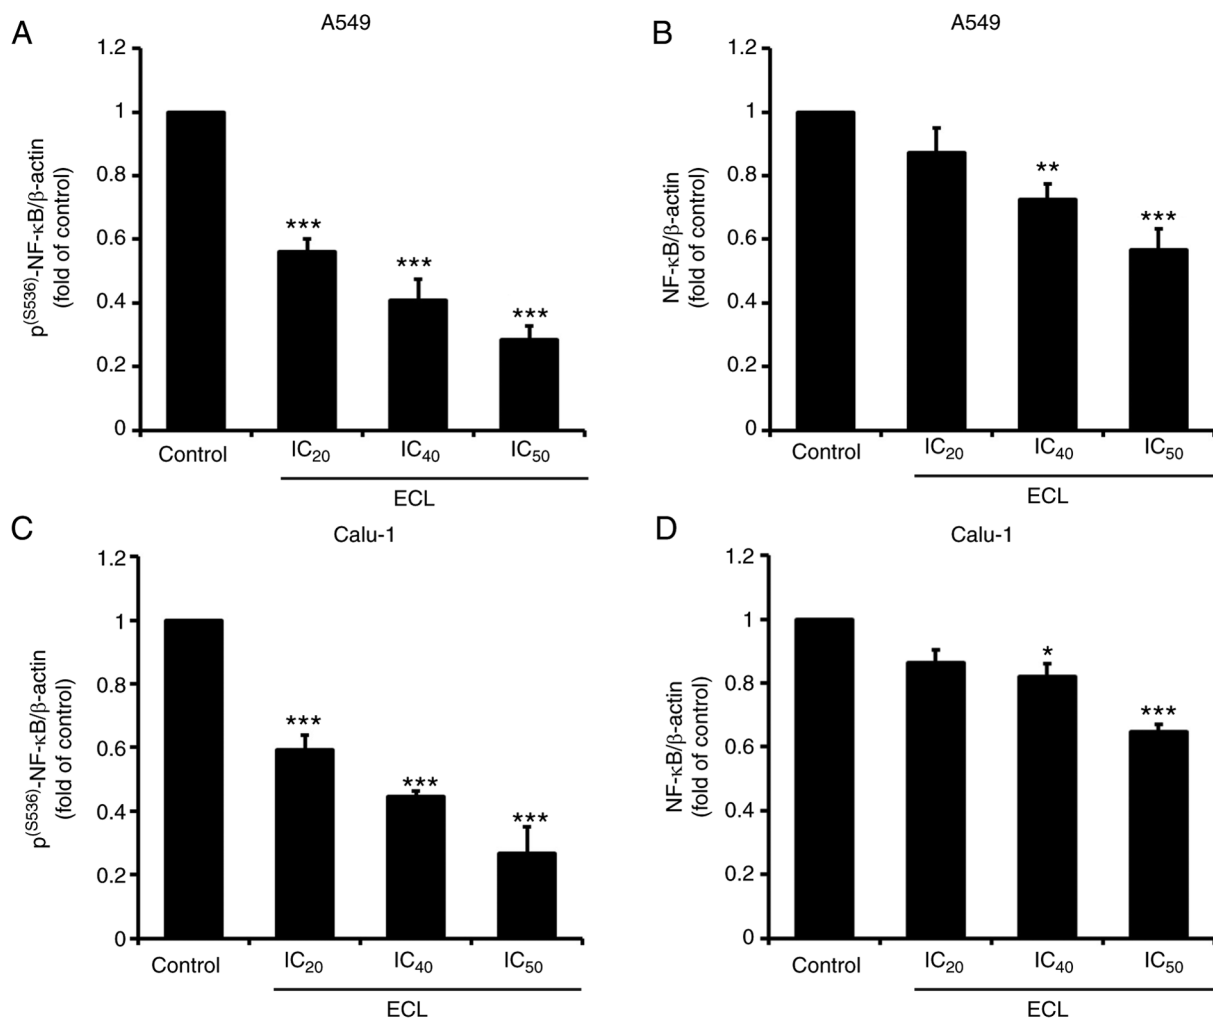 A
A549
1.2
1
0.8
0.6
0.4
0.2
0
p(S536)-NF-κB/β-actin
(fold of control)
***
***
***
Control
IC20
IC40
IC50
ECL
B
A549
1.2
1
0.8
0.6
0.4
0.2
0
NF-κB/β-actin
(fold of control)
**
***
Control
IC20
IC40
IC50
ECL
C
Calu-1
1.2
1
0.8
0.6
0.4
0.2
0
p(S536)-NF-κB/β-actin
(fold of control)
***
***
***
Control
IC20
IC40
IC50
ECL
D
Calu-1
1.2
1
0.8
0.6
0.4
0.2
0
NF-κB/β-actin
(fold of control)
*
***
Control
IC20
IC40
IC50
ECL